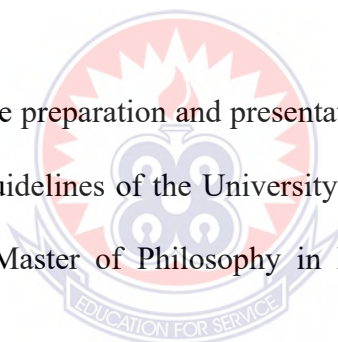 e preparation and presentat
uidelines of the University
Master of Philosophy in
EDUCATION FOR SERVICE